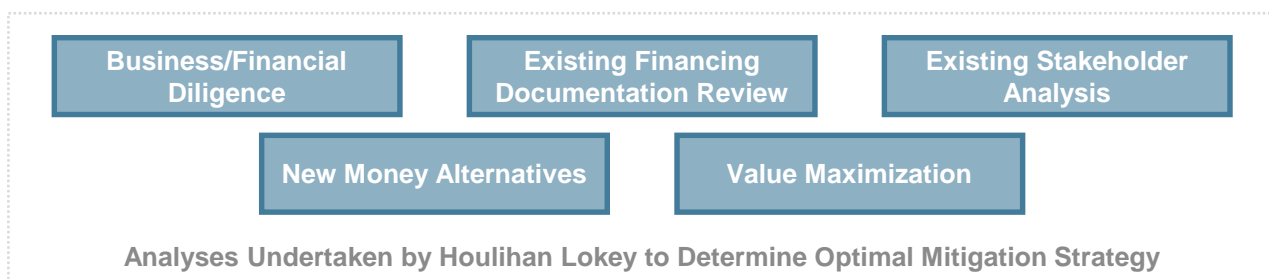 Business/Financial
Diligence
Existing Financing
Documentation Review
Existing Stakeholder
Analysis
New Money Alternatives
Value Maximization
Analyses Undertaken by Houlihan Lokey to Determine Optimal Mitigation Strategy